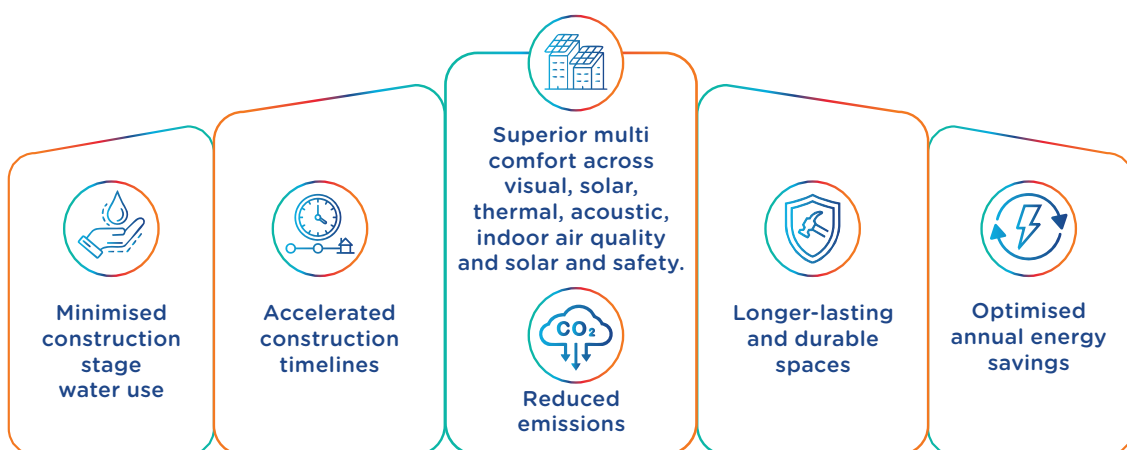 Minimised
construction
stage
water use
Accelerated
construction
timelines
Superior multi
comfort across
visual, solar,
thermal, acoustic,
indoor air quality
and solar and safety.
CO₂
Reduced
emissions
Longer-lasting
and durable
spaces
Optimised
annual energy
savings